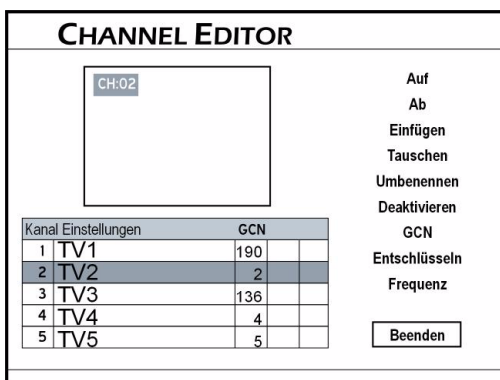 CHANNEL EDITOR
CH:02
Kanal Einstellungen GCN
1 TV1 190
2 TV2 2
3 TV3 136
4 TV4 4
5 TV5 5
Auf
Ab
Einfügen
Tauschen
Umbenennen
Deaktivieren
GCN
Entschlüsseln
Frequenz
Beenden